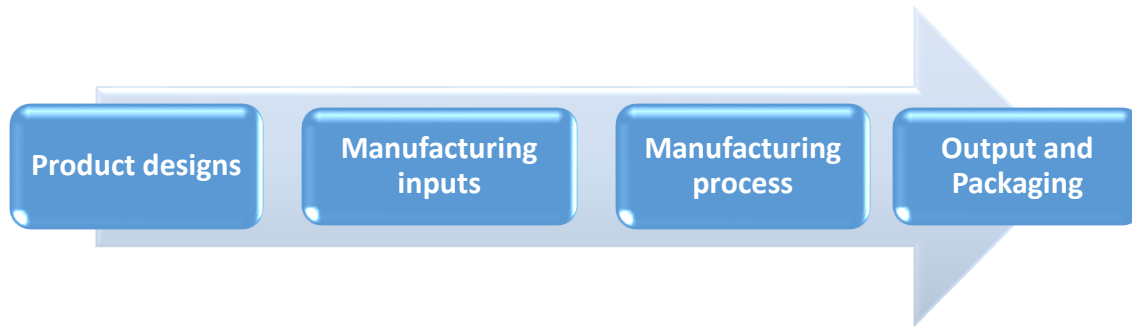 Product designs
Manufacturing
inputs
Manufacturing
process
Output and
Packaging